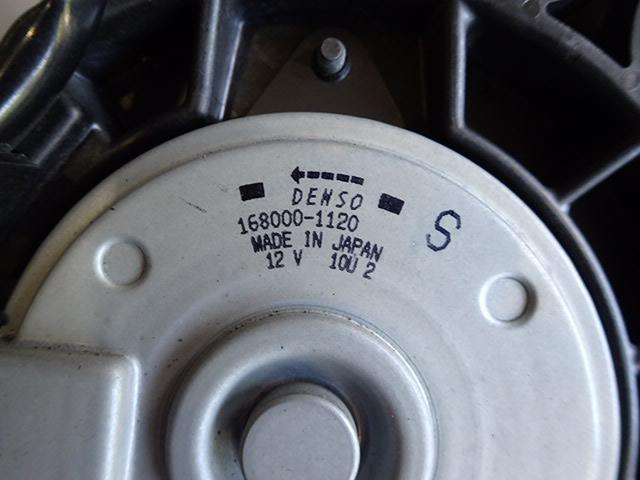 DENSO
168000-1120
S
MADE IN JAPAN
12 V 10U 2